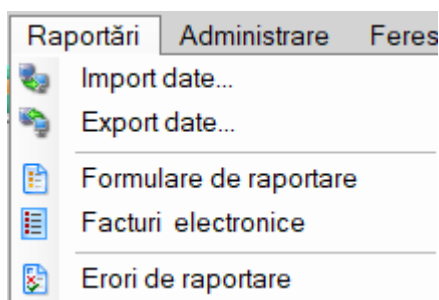 Raportări Administrare Feres
Import date...
Export date...
Formulare de raportare
Facturi electronice
Erori de raportare